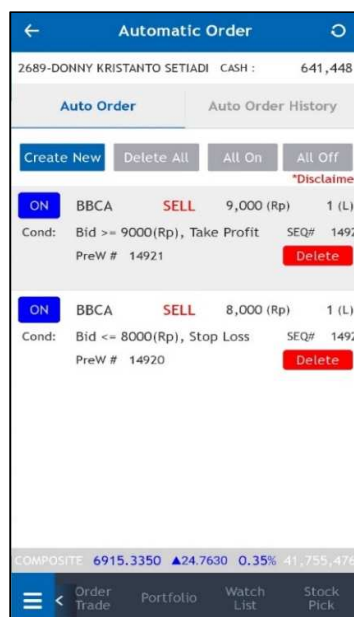 Automatic Order
2689-DONNY KRISTANTO SETIADI CASH : 641,448
Auto Order Auto Order History
Create New Delete All All On All Off
*Disclaime
ON BBCA SELL 9,000 (Rp) 1 (L)
Cond: Bid >= 9000(Rp), Take Profit SEQ# 1492
PreW # 14921 Delete
ON BBCA SELL 8,000 (Rp) 1 (L)
Cond: Bid <= 8000(Rp), Stop Loss SEQ# 1492
PreW # 14920 Delete
COMPOSITE 6915.3350 ▲24.7630 0.35% 41,755,476
Order Trade Portfolio Watch List Stock Pick